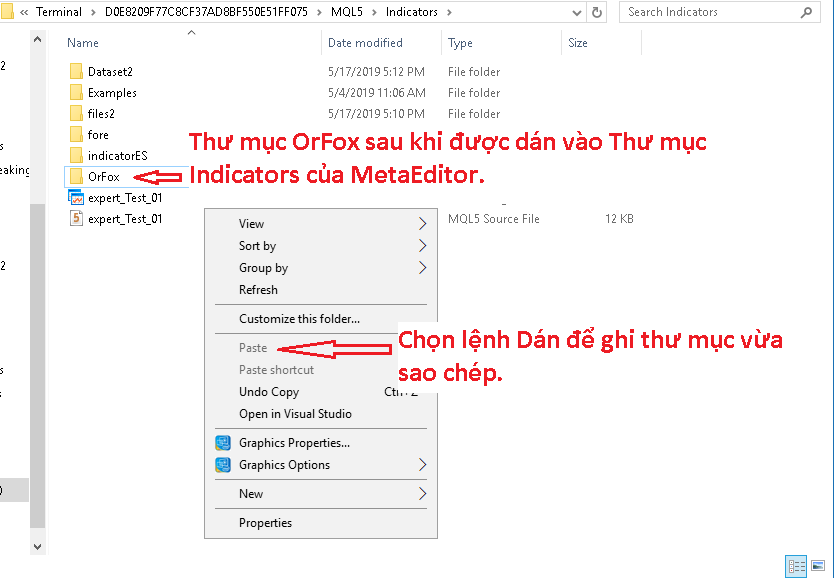 « Terminal > D0E8209F77C8CF37AD8BF550E51FF075 > MQL5 > Indicators >
Search Indicators
Name Date modified Type Size
Dataset2 5/17/2019 5:12 PM File folder
Examples 5/4/2019 11:06 AM File folder
files2 5/17/2019 5:10 PM File folder
fore
indicatorES
OrFox
expert_Test_01
expert_Test_01 MQL5 Source File 12 KB
Thư mục OrFox sau khi được dán vào Thư mục
Indicators của MetaEditor.
View
Sort by
Group by
Refresh
Customize this folder...
Paste
Paste shortcut
Undo Copy
Open in Visual Studio
Graphics Properties...
Graphics Options
New
Properties
Chọn lệnh Dán để ghi thư mục vừa
sao chép.